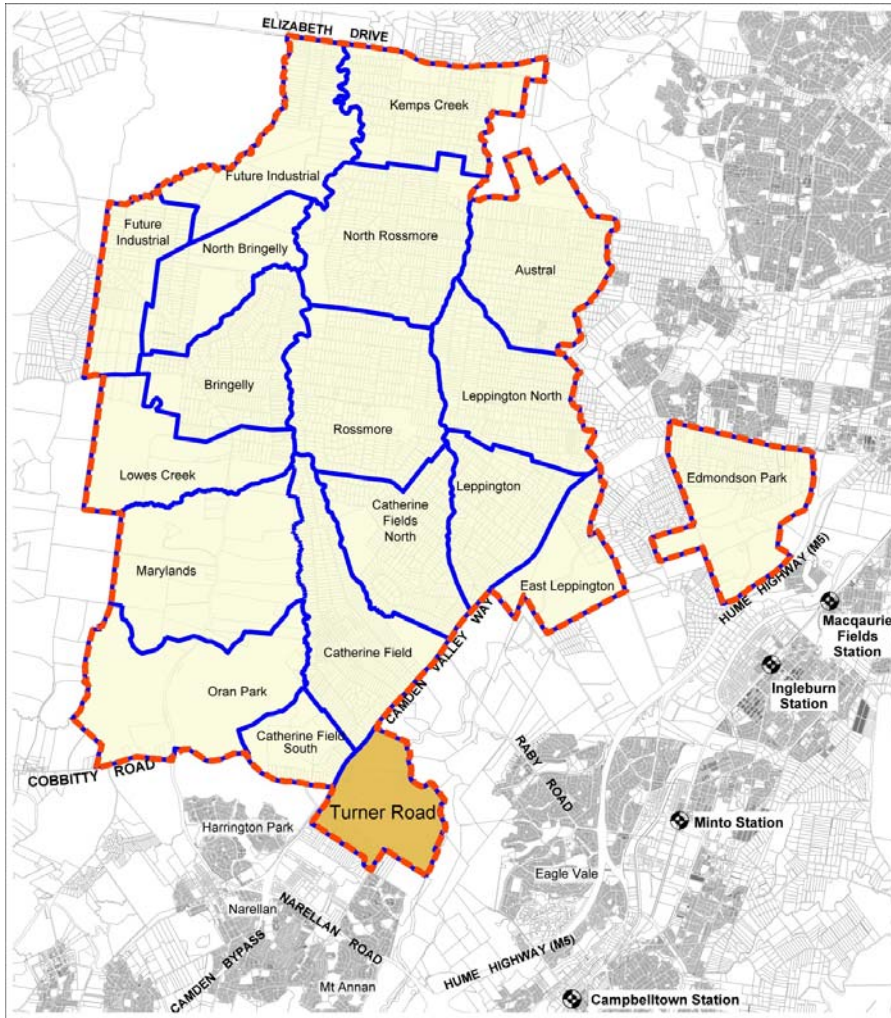 ELIZABETH DRIVE
Kemps Creek
Future Industrial
Future
Industrial
North Bringelly
North Rossmore
Austral
Bringelly
Leppington North
Rossmore
Lowes Creek
Edmondson Park
Catherine
Fields
North
Leppington
Marylands
East Leppington
HUME HIGHWAY (M5)
Macqaurie
Fields
Station
Catherine Field
CAMDEN VALLEY WAY
Ingleburn
Station
Oran Park
Catherine Field
South
COBBITTY ROAD
RABY ROAD
Turner Road
Harrington Park
Minto Station
Eagle Vale
Narellan
NARELLAN ROAD
CAMDEN BYPASS
Mt Annan
HUME HIGHWAY (M5)
Campbelltown Station